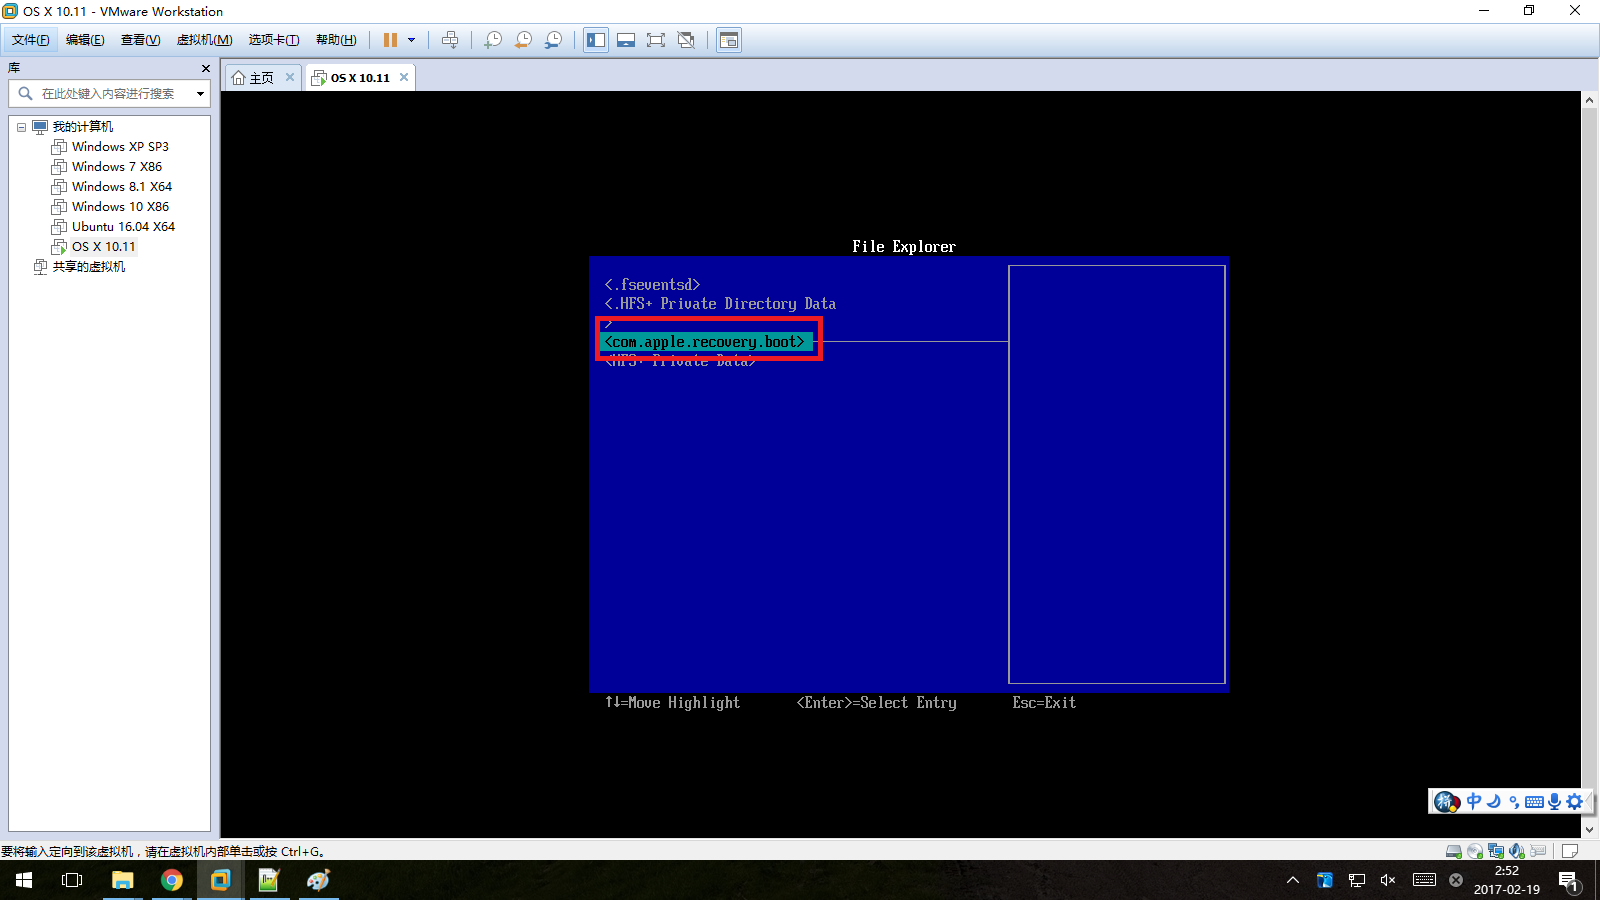 OS X 10.11 - VMware Workstation
文件(F) 编辑(E) 查看(V) 虚拟机(M) 选项卡(T) 帮助(H)
库
主页 OS X 10.11
在此处键入内容进行搜索
我的计算机
Windows XP SP3
Windows 7 X86
Windows 8.1 X64
Windows 10 X86
Ubuntu 16.04 X64
OS X 10.11
共享的虚拟机
File Explorer
<.fseventsd>
<.HFS+ Private Directory Data
>
<com.apple.recovery.boot>
<HFS+ Private Data>
↑↓=Move Highlight <Enter>=Select Entry Esc=Exit
拼 中
要将输入定向到该虚拟机，请在虚拟机内部单击或按 Ctrl+G。
2:52
2017-02-19
1